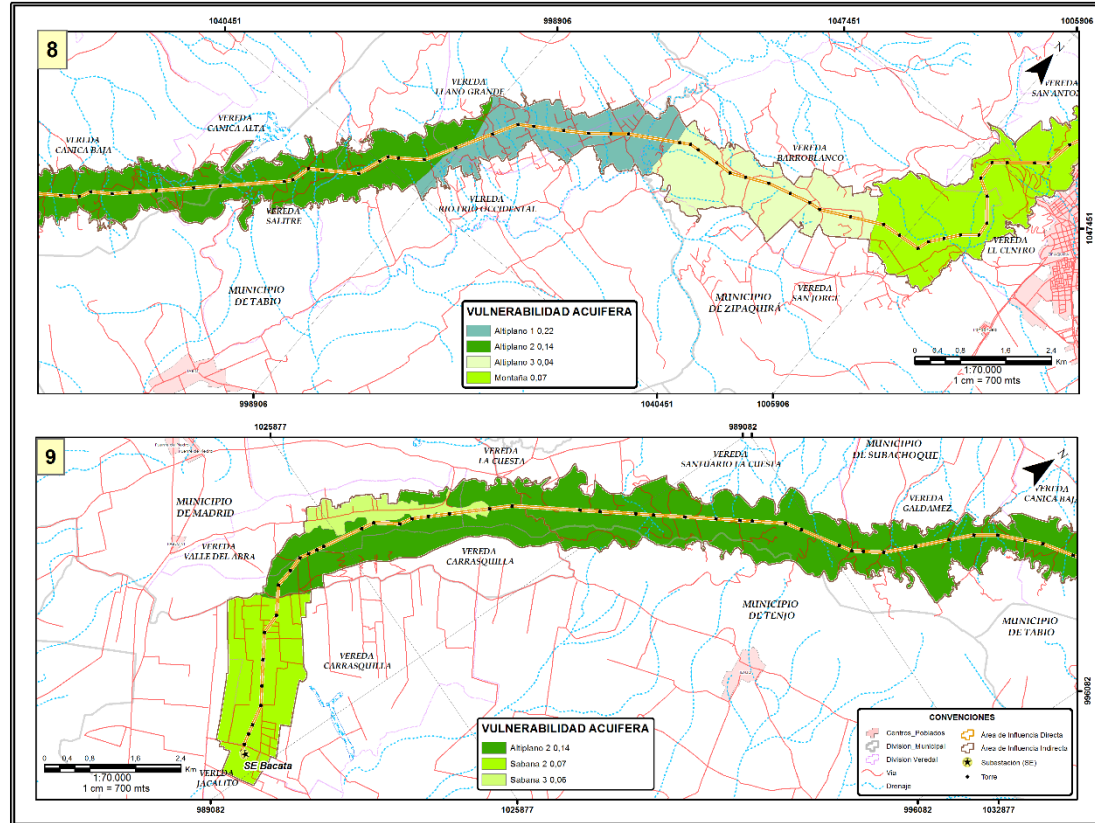 8
1040451
998906
1047451
1005906
N
VEREDA
LLANO GRANDE
VEREDA
SAN ANTO
VEREDA
CANICA ALTA
VEREDA
CANICA BAJA
VEREDA
BARROBLANCO
VEREDA
SALITRE
VEREDA
RIO FRIO OCCIDENTAL
VEREDA
EL CENTRO
1047451
MUNICIPIO
DE TABIO
MUNICIPIO
DE ZIPAQUIRÁ
VEREDA
SAN JORGE
VULNERABILIDAD ACUIFERA
Altiplano 1 0,22
Altiplano 2 0,14
Altiplano 3 0,04
Montaña 0,07
0 0,4 0,8 1,6 2,4
Km
1:70.000
1 cm = 700 mts
998906
1040451
1005906
9
1025877
989082
N
VEREDA
LA CUESTA
VEREDA
SANTUARIO LA CUESTA
MUNICIPIO
DE SUBACHOQUE
VEREDA
CANICA BAJ
MUNICIPIO
DE MADRID
VEREDA
GALDAMEZ
VEREDA
VALLE DEL ABRA
VEREDA
CARRASQUILLA
MUNICIPIO
DE TENJO
MUNICIPIO
DE TABIO
VEREDA
CARRASQUILLA
996082
SE Bacata
VEREDA
JACALITO
0 0,4 0,8 1,6 2,4
Km
1:70.000
1 cm = 700 mts
VULNERABILIDAD ACUIFERA
Altiplano 2 0,14
Sabana 2 0,07
Sabana 3 0,06
CONVENCIONES
Centros_Poblados
Division_Municipal
Division Veredal
Via
Drenaje
Área de Influencia Directa
Área de Influencia Indirecta
Subastación (SE)
Torre
989082
1025877
996082
1032877